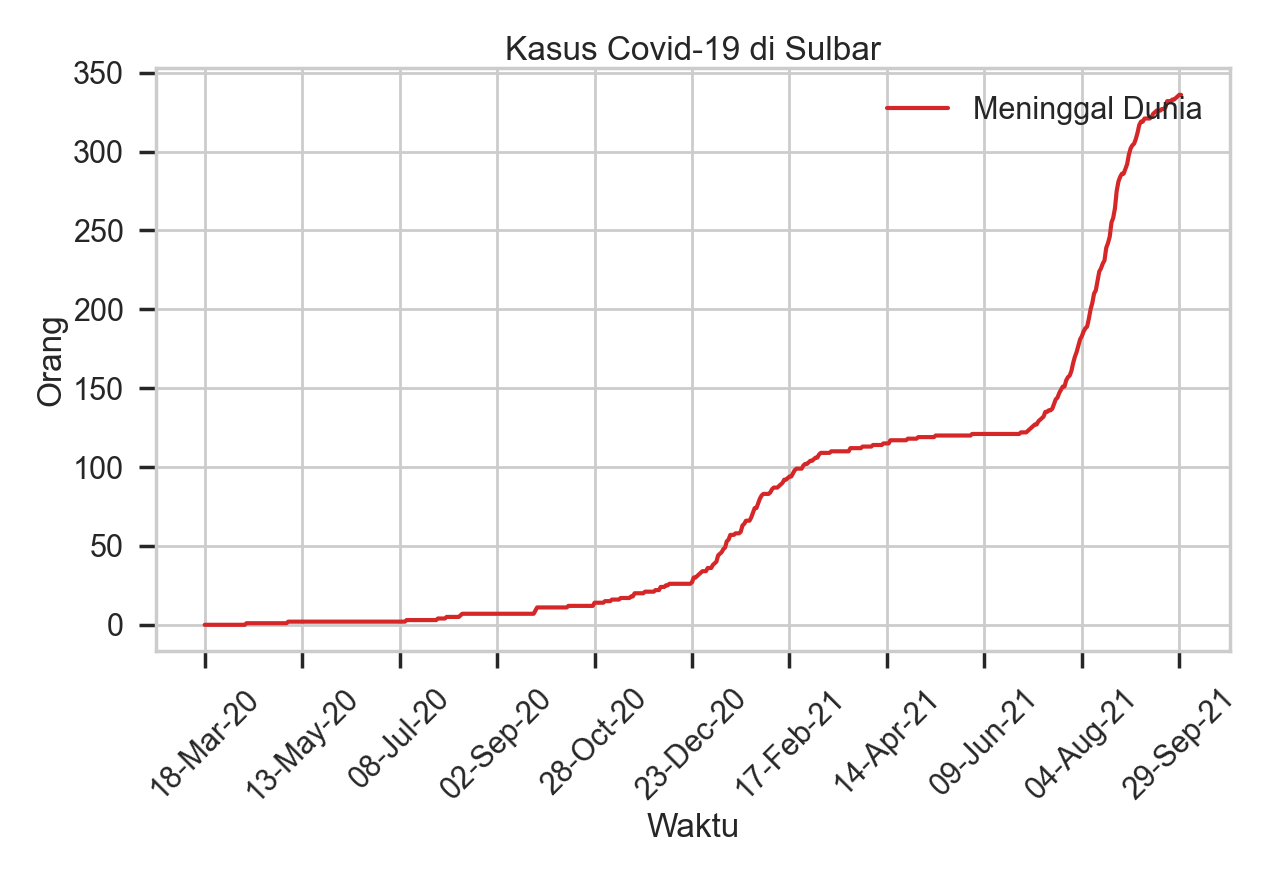 Kasus Covid-19 di Sulbar
Meninggal Dunia
350
300
250
200
150
100
50
0
Orang
18-Mar-20
13-May-20
08-Jul-20
02-Sep-20
28-Oct-20
23-Dec-20
17-Feb-21
14-Apr-21
09-Jun-21
04-Aug-21
29-Sep-21
Waktu